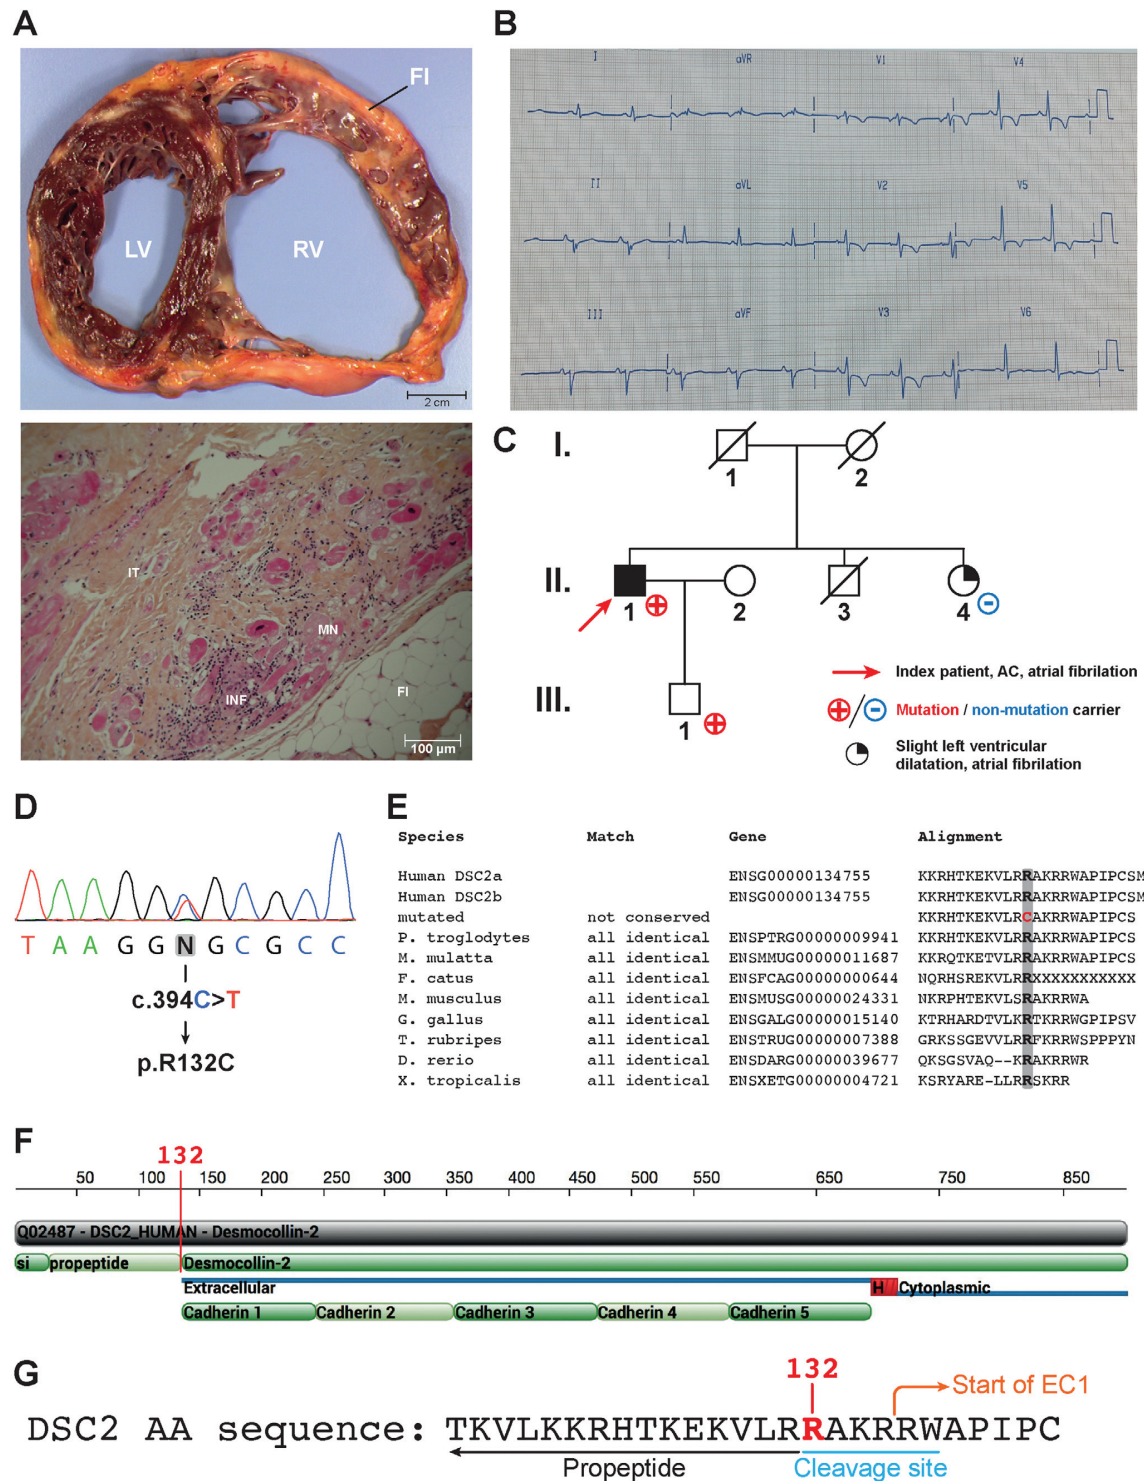 A
FI
LV
RV
2 cm
IT
MN
INF
FI
100 µm
B
I
aVR
V1
V4
II
aVL
V2
V5
III
aVF
V3
V6
C
I.
1
2
II.
1
2
3
4
III.
1
Index patient, AC, atrial fibrilation
Mutation / non-mutation carrier
Slight left ventricular
dilatation, atrial fibrilation
D
T A A G G N G C G C C
c.394C>T
p.R132C
E
Species Match Gene Alignment
Human DSC2a ENSG00000134755 KKRHTKEKVLRRAKRRWAPIPCSM
Human DSC2b ENSG00000134755 KKRHTKEKVLRRAKRRWAPIPCSM
mutated not conserved KKRHTKEKVLRCAKRRWAPIPCS
P. troglodytes all identical ENSPTRG00000009941 KKRHTKEKVLRRAKRRWAPIPCS
M. mulatta all identical ENSMMUG00000011687 KKRQTKETVLRRAKRRWAPIPCS
F. catus all identical ENSFCAG00000000644 NQRHSREKVLRRXXXXXXXXXXX
M. musculus all identical ENSMUSG00000024331 NKRPHTEKVLSRAKRRWA
G. gallus all identical ENSGALG00000015140 KTRHARDTVLKRTKRRWGPIPSV
T. rubripes all identical ENSTRUG00000007388 GRKSSGEVVLRRFKRRWSPPPYN
D. rerio all identical ENSDARG00000039677 QKSGSVAQ--KRAKRRWR
X. tropicalis all identical ENSXETG00000004721 KSRYARE-LLRRSKRR
F
132
50 100 150 200 250 300 350 400 450 500 550 650 750 850
Q02487 - DSC2_HUMAN - Desmocollin-2
si propeptide Desmocollin-2
Extracellular H Cytoplasmic
Cadherin 1 Cadherin 2 Cadherin 3 Cadherin 4 Cadherin 5
G
132
Start of EC1
DSC2 AA sequence: TKVLKKRHTKEKVLRRAKRRWAPIPC
Propeptide Cleavage site